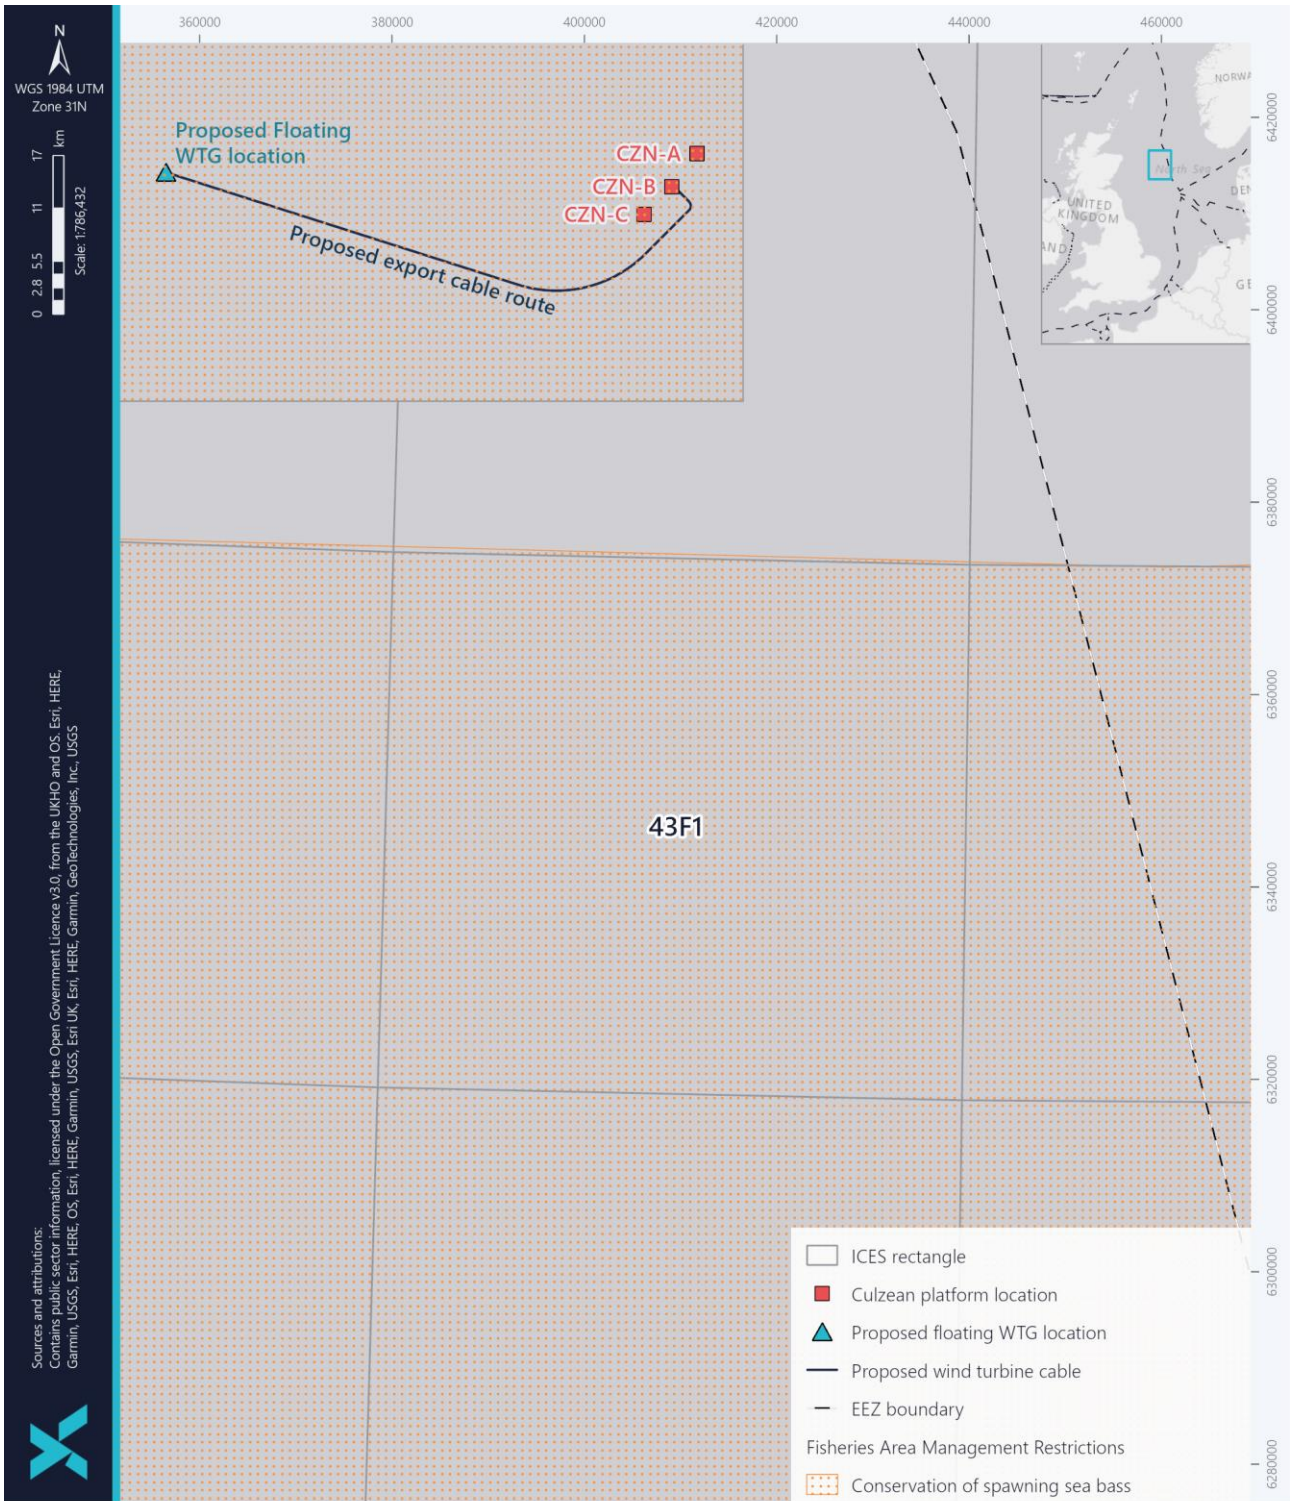 360000
380000
400000
420000
440000
460000
N
WGS 1984 UTM
Zone 31N
km
17
11
5.5
2.8
0
Scale: 1:786,432
Proposed Floating
WTG location
CZN-A
CZN-B
CZN-C
Proposed export cable route
North Sea
UNITED
KINGDOM
6420000
6400000
6380000
6360000
6340000
6320000
6300000
6280000
43F1
Sources and attributions:
Contains public sector information, licensed under the Open Government Licence v3.0, from the UKHO and OS. Esri, HERE,
Garmin, USGS, Esri, HERE, OS, Esri, HERE, Garmin, USGS, Esri UK, Esri, HERE, Garmin, GeoTechnologies, Inc., USGS
ICES rectangle
Culzean platform location
Proposed floating WTG location
Proposed wind turbine cable
EEZ boundary
Fisheries Area Management Restrictions
Conservation of spawning sea bass